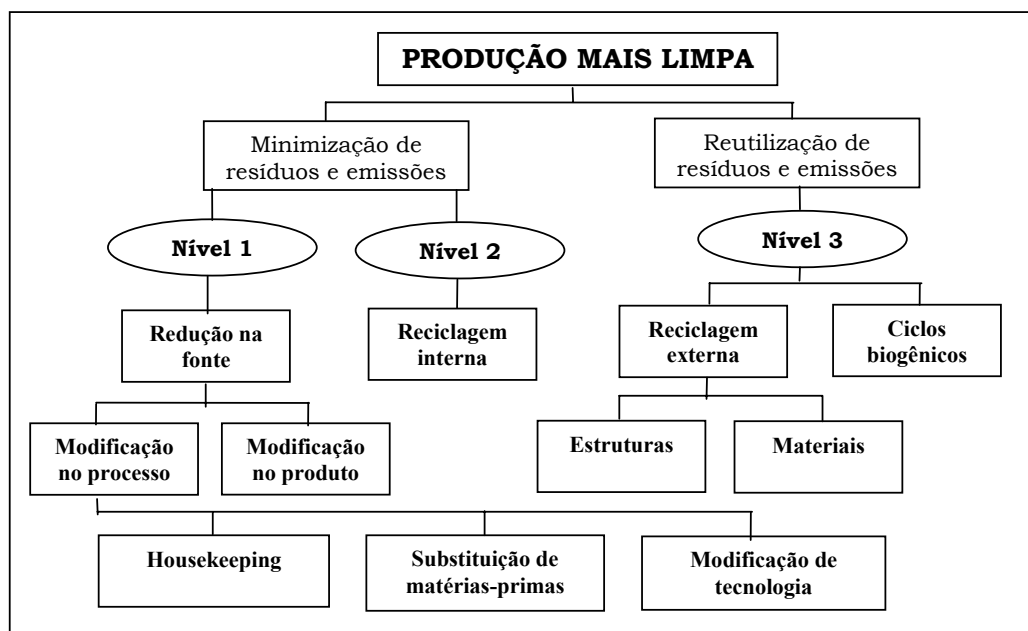 PRODUÇÃO MAIS LIMPA
Minimização de
resíduos e emissões
Reutilização de
resíduos e emissões
Nível 1
Nível 2
Nível 3
Redução na
fonte
Reciclagem
interna
Reciclagem
externa
Ciclos
biogênicos
Modificação
no processo
Modificação
no produto
Estruturas
Materiais
Housekeeping
Substituição de
matérias-primas
Modificação de
tecnologia